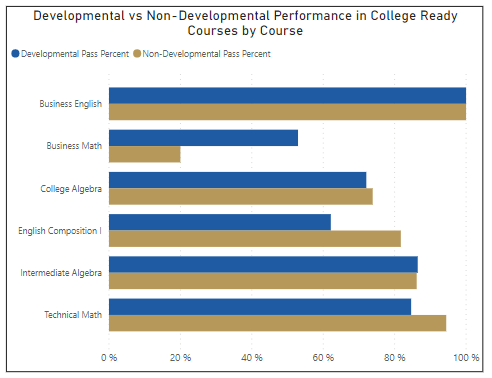 Developmental vs Non-Developmental Performance in College Ready
Courses by Course
Developmental Pass Percent Non-Developmental Pass Percent
Business English
Business Math
College Algebra
English Composition I
Intermediate Algebra
Technical Math
0 % 20 % 40 % 60 % 80 % 100 %